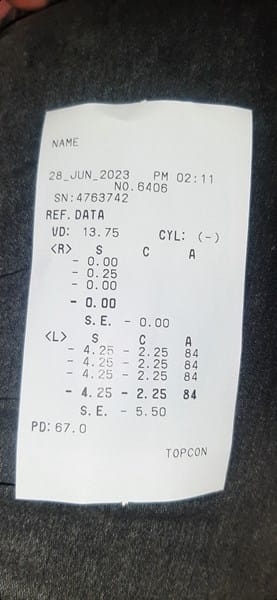 NAME
28_JUN_2023 PM 02:11
NO.6406
SN:4763742
REF.DATA
VD: 13.75 CYL: (-)
<R> S C A
- 0.00
- 0.25
- 0.00
- 0.00
S.E. - 0.00
<L> S C A
- 4.25 - 2.25 84
- 4.25 - 2.25 84
- 4.25 - 2.25 84
- 4.25 - 2.25 84
S.E. - 5.50
PD:67.0
TOPCON